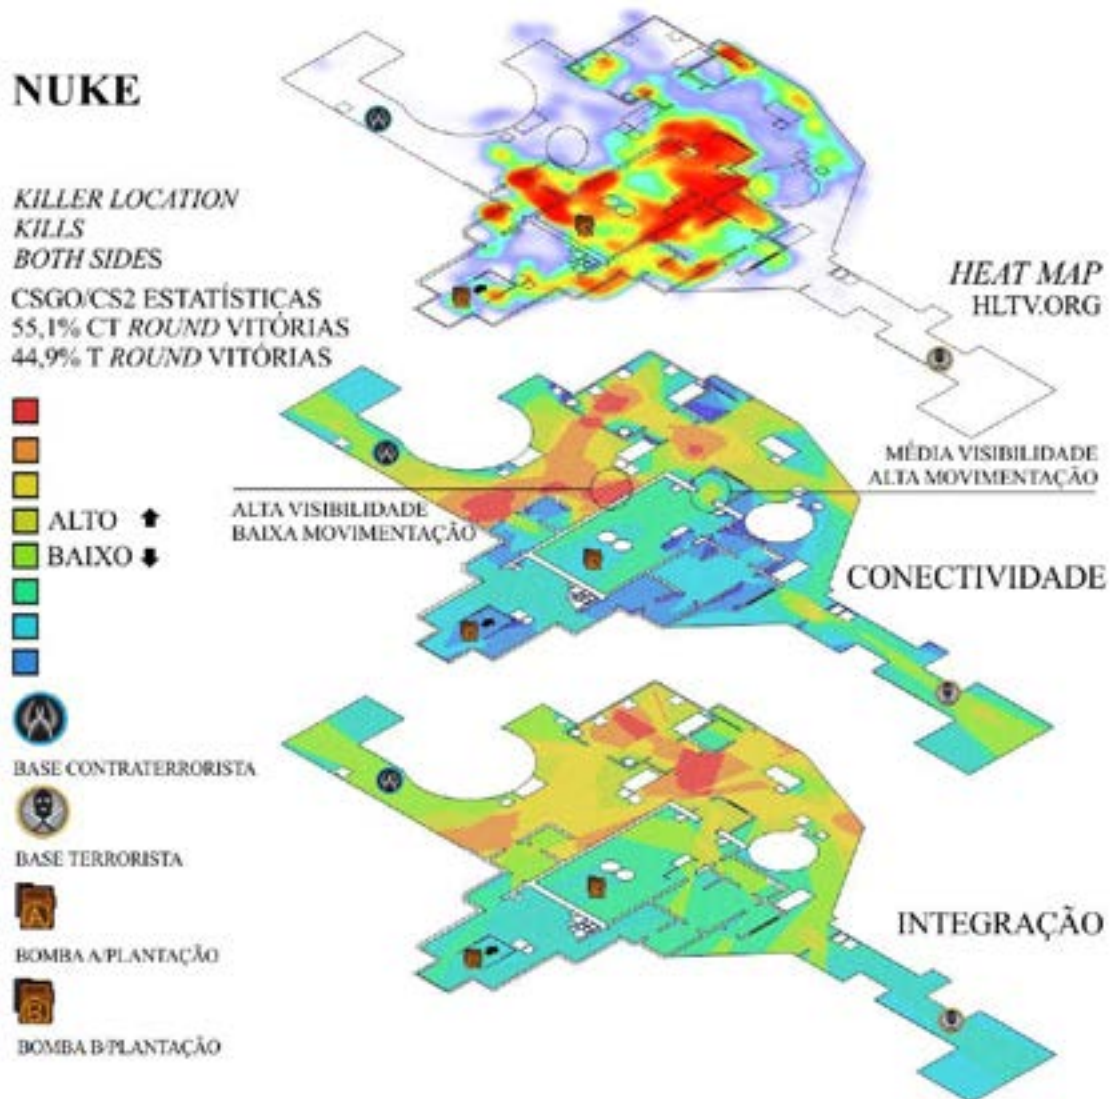 NUKE
KILLER LOCATION
KILLS
BOTH SIDES
CSGO/CS2 ESTATÍSTICAS
55,1% CT ROUND VITÓRIAS
44,9% T ROUND VITÓRIAS
HEAT MAP
HLTV.ORG
ALTO
BAIXO
ALTA VISIBILIDADE
BAIXA MOVIMENTAÇÃO
MÉDIA VISIBILIDADE
ALTA MOVIMENTAÇÃO
CONECTIVIDADE
BASE CONTRATERRORISTA
BASE TERRORISTA
A
BOMBA A/PLANTAÇÃO
B
BOMBA B/PLANTAÇÃO
INTEGRAÇÃO